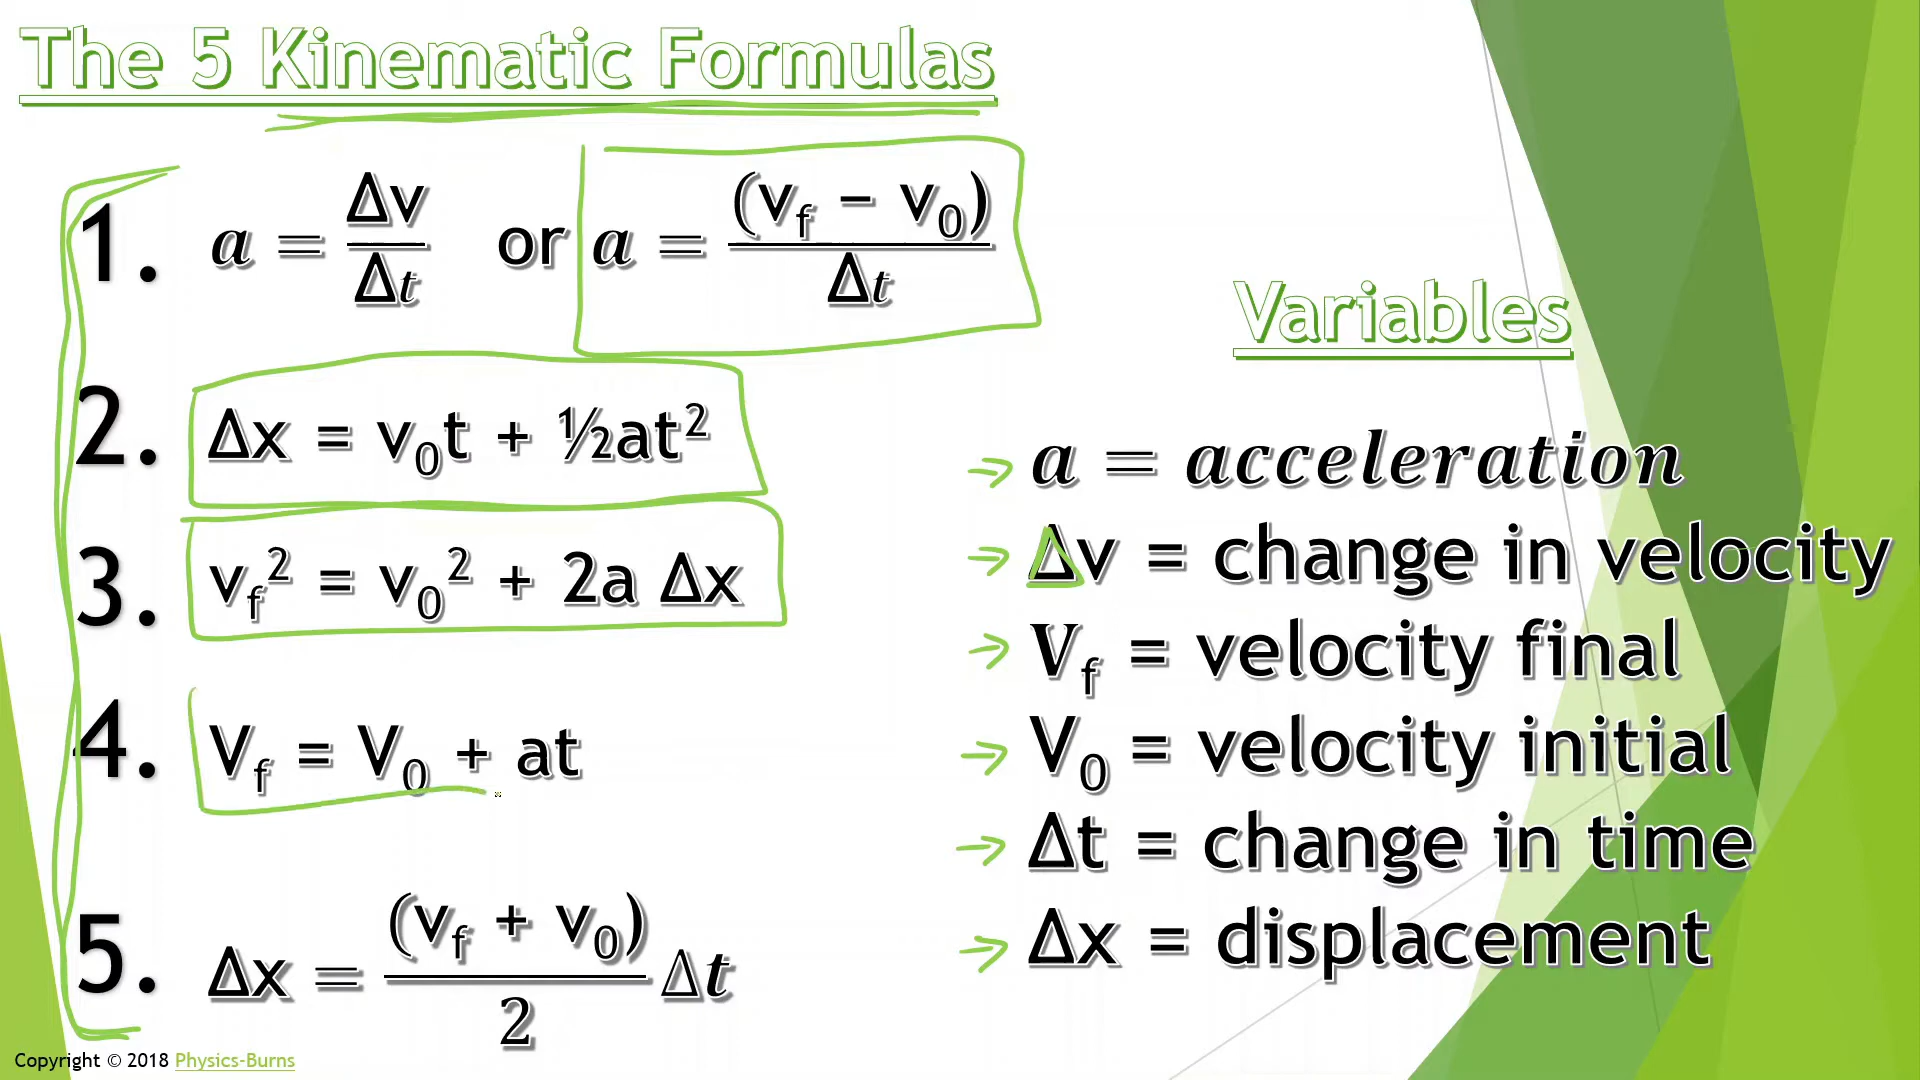 The 5 Kinematic Formulas
1. a = Δv/Δt or a = (vf – v0)/Δt
2. Δx = v0t + ½at²
3. vf² = v0² + 2a Δx
4. Vf = V0 + at
5. Δx = (vf + v0)/2 Δt
Variables
a = acceleration
Δv = change in velocity
Vf = velocity final
V0 = velocity initial
Δt = change in time
Δx = displacement
Copyright © 2018 Physics-Burns